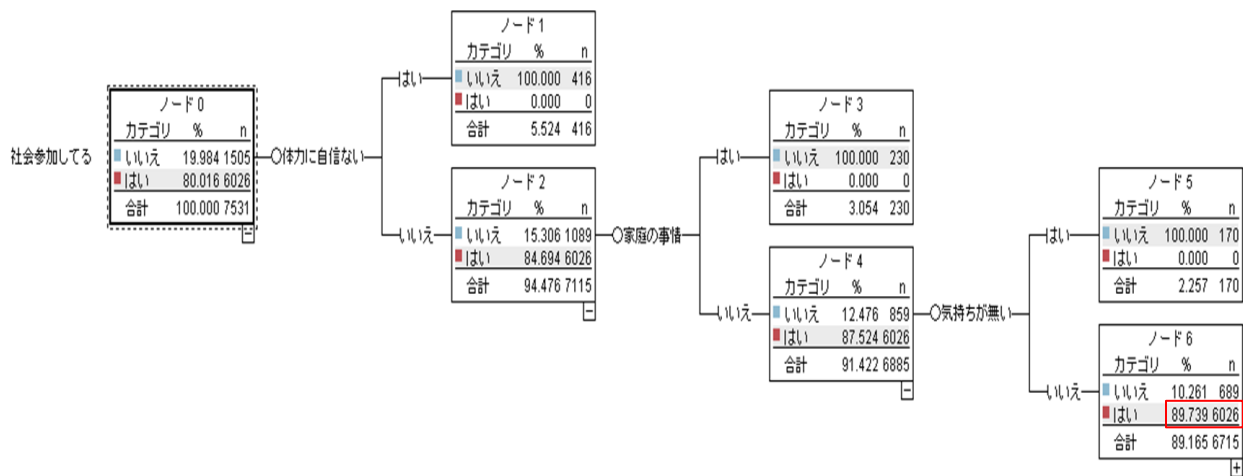 社会参加してる
ノード 0
カテゴリ % n
いいえ 19.984 1505
はい 80.016 6026
合計 100.000 7531
体力に自信ない
はい
ノード 1
カテゴリ % n
いいえ 100.000 416
はい 0.000 0
合計 5.524 416
いいえ
ノード 2
カテゴリ % n
いいえ 15.306 1089
はい 84.694 6026
合計 94.476 7115
家庭の事情
はい
ノード 3
カテゴリ % n
いいえ 100.000 230
はい 0.000 0
合計 3.054 230
いいえ
ノード 4
カテゴリ % n
いいえ 12.476 859
はい 87.524 6026
合計 91.422 6885
気持ちが無い
はい
ノード 5
カテゴリ % n
いいえ 100.000 170
はい 0.000 0
合計 2.257 170
いいえ
ノード 6
カテゴリ % n
いいえ 10.261 689
はい 89.739 6026
合計 89.165 6715